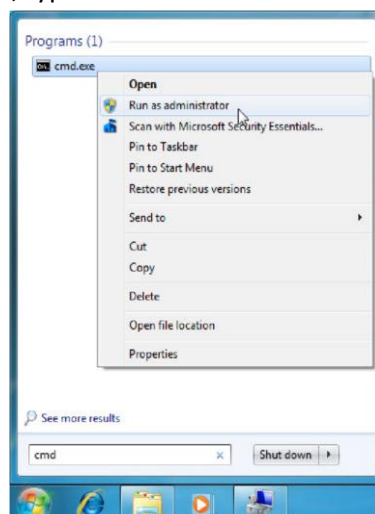 Programs (1)
cmd.exe
Open
Run as administrator
Scan with Microsoft Security Essentials...
Pin to Taskbar
Pin to Start Menu
Restore previous versions
Send to
Cut
Copy
Delete
Open file location
Properties
See more results
cmd
Shut down